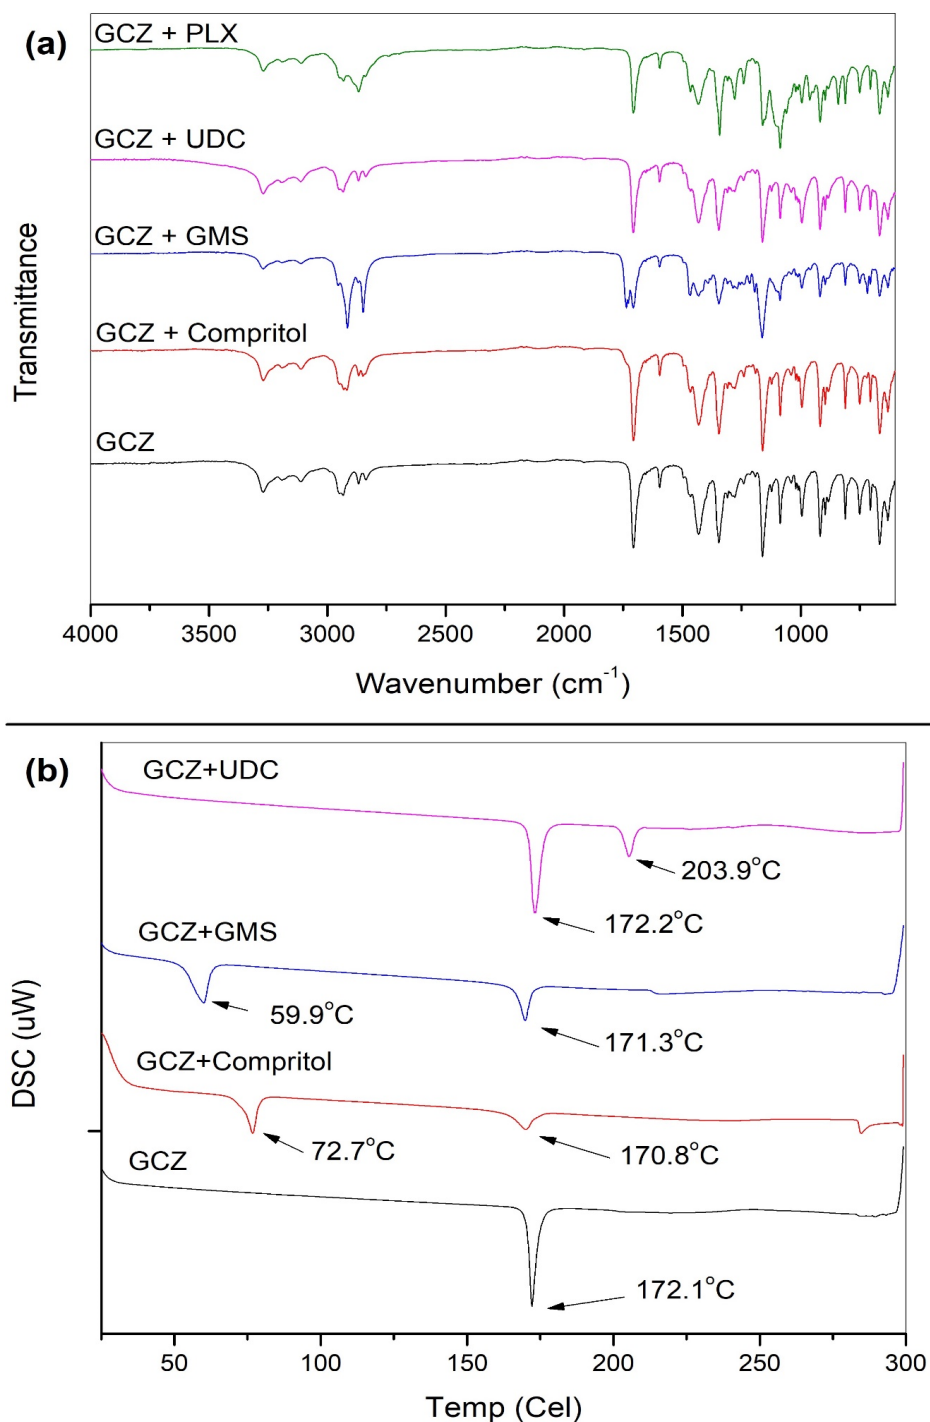 (a)
GCZ + PLX
GCZ + UDC
GCZ + GMS
GCZ + Compritol
GCZ
Transmittance
4000 3500 3000 2500 2000 1500 1000
Wavenumber (cm⁻¹)
(b)
GCZ+UDC
203.9°C
172.2°C
GCZ+GMS
59.9°C
171.3°C
GCZ+Compritol
72.7°C
170.8°C
GCZ
172.1°C
DSC (uW)
50 100 150 200 250 300
Temp (Cel)